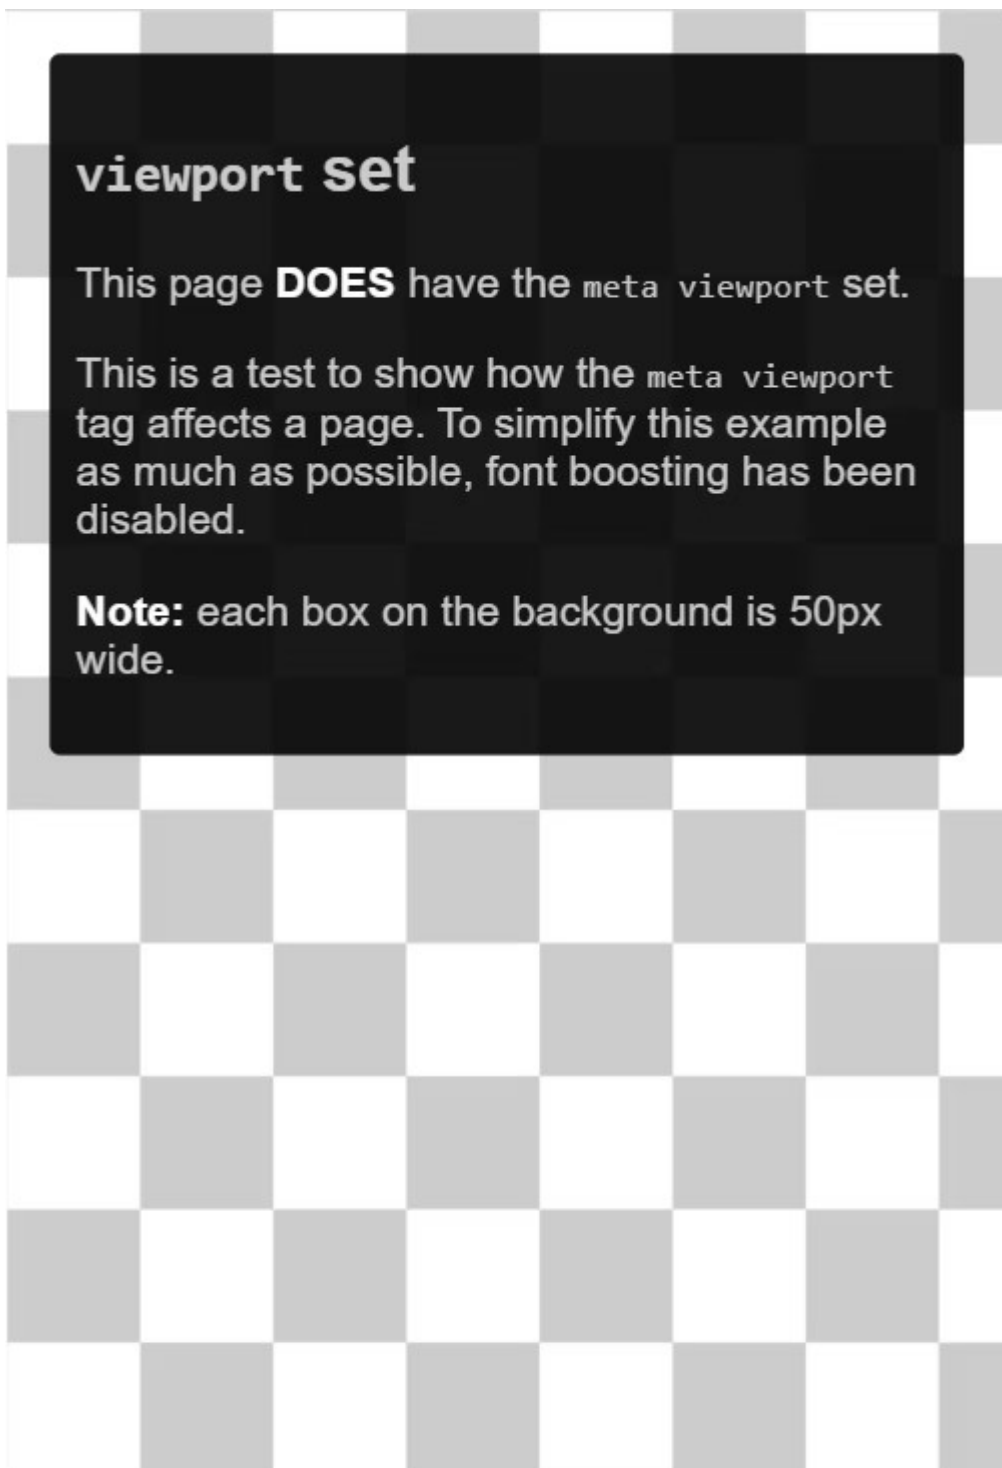 viewport set
This page DOES have the meta viewport set.
This is a test to show how the meta viewport
tag affects a page. To simplify this example
as much as possible, font boosting has been
disabled.
Note: each box on the background is 50px
wide.